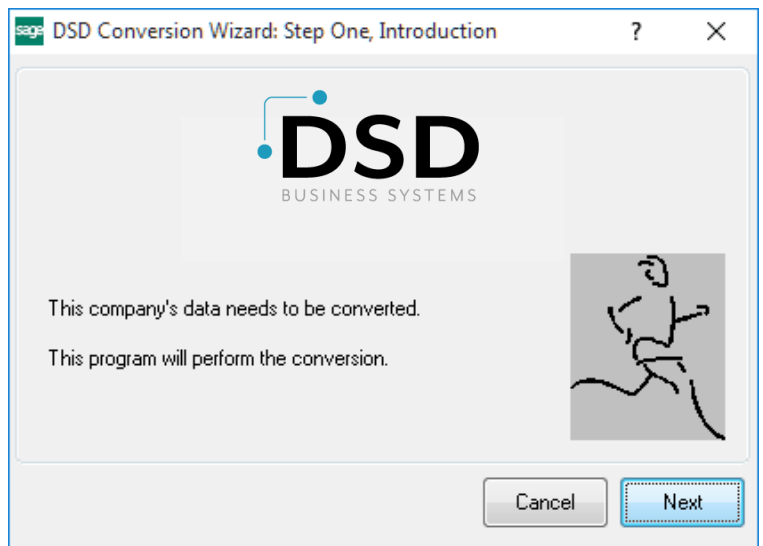 sage DSD Conversion Wizard: Step One, Introduction ?
DSD
BUSINESS SYSTEMS
This company's data needs to be converted.
This program will perform the conversion.
Cancel Next